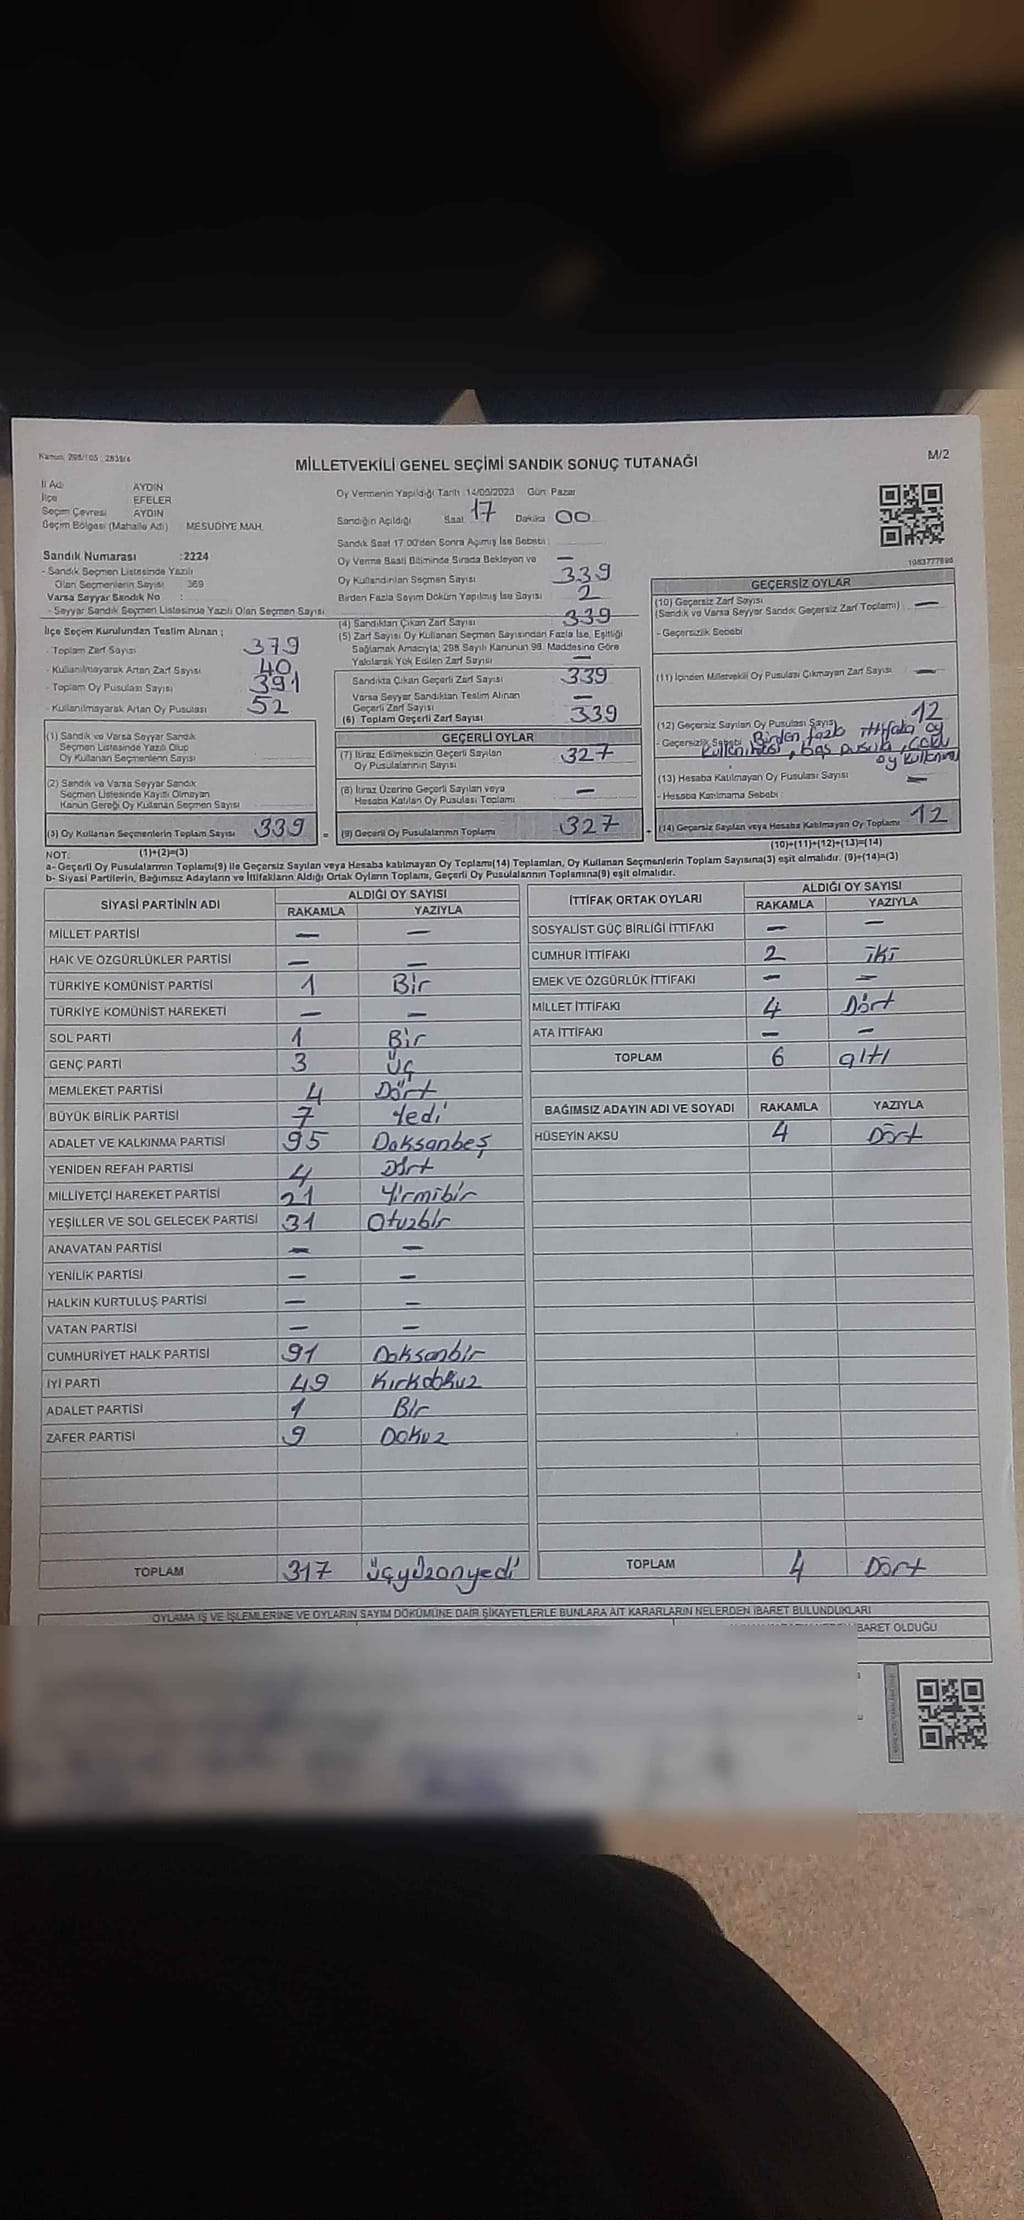 Kanun: 298/105 ; 2839/4
MİLLETVEKİLİ GENEL SEÇİMİ SANDIK SONUÇ TUTANAĞI
M/2
İl Adı AYDIN
İlçe EFELER
Seçim Çevresi AYDIN
Seçim Bölgesi (Mahalle Adı) MESUDİYE MAH.
Sandık Numarası :2224
- Sandık Seçmen Listesinde Yazılı
Olan Seçmenlerin Sayısı 369
Varsa Seyyar Sandık No :
- Seyyar Sandık Seçmen Listesinde Yazılı Olan Seçmen Sayısı
Oy Vermenin Yapıldığı Tarih :14/05/2023 Gün Pazar
Sandığın Açıldığı Saat 17 Dakika 00
Sandık Saat 17.00'den Sonra Açılmış İse Sebebi :
Oy Verme Saati Bitiminde Sırada Bekleyen ve —
Oy Kullandırılan Seçmen Sayısı 339
Birden Fazla Sayım Döküm Yapılmış İse Sayısı 2
1083777898
İlçe Seçim Kurulundan Teslim Alınan ;
- Toplam Zarf Sayısı 379
- Kullanılmayarak Artan Zarf Sayısı 40
- Toplam Oy Pusulası Sayısı 391
- Kullanılmayarak Artan Oy Pusulası 52
(1) Sandık ve Varsa Seyyar Sandık
Seçmen Listesinde Yazılı Olup
Oy Kullanan Seçmenlerin Sayısı
(2) Sandık ve Varsa Seyyar Sandık
Seçmen Listesinde Kayıtlı Olmayan
Kanun Gereği Oy Kullanan Seçmen Sayısı
(3) Oy Kullanan Seçmenlerin Toplam Sayısı 339 =
(4) Sandıktan Çıkan Zarf Sayısı 339
(5) Zarf Sayısı Oy Kullanan Seçmen Sayısından Fazla İse, Eşitliği
Sağlamak Amacıyla; 298 Sayılı Kanunun 98. Maddesine Göre
Yakılarak Yok Edilen Zarf Sayısı —
Sandıkta Çıkan Geçerli Zarf Sayısı 339
Varsa Seyyar Sandıktan Teslim Alınan
Geçerli Zarf Sayısı —
(6) Toplam Geçerli Zarf Sayısı 339
GEÇERLİ OYLAR
(7) İtiraz Edilmeksizin Geçerli Sayılan
Oy Pusulalarının Sayısı 327
(8) İtiraz Üzerine Geçerli Sayılan veya
Hesaba Katılan Oy Pusulası Toplamı —
(9) Geçerli Oy Pusulalarının Toplamı 327 +
GEÇERSİZ OYLAR
(10) Geçersiz Zarf Sayısı
(Sandık ve Varsa Seyyar Sandık Geçersiz Zarf Toplamı) —
- Geçersizlik Sebebi
(11) İçinden Milletvekili Oy Pusulası Çıkmayan Zarf Sayısı —
(12) Geçersiz Sayılan Oy Pusulası Sayısı 12
- Geçersizlik Sebebi Birden fazla ittifaka oy
kullanılması, boş pusula, çoklu
oy kullanma
(13) Hesaba Katılmayan Oy Pusulası Sayısı —
- Hesaba Katılmama Sebebi
(14) Geçersiz Sayılan veya Hesaba Katılmayan Oy Toplamı 12
NOT: (1)+(2)=(3)
(10)+(11)+(12)+(13)=(14)
a- Geçerli Oy Pusulalarının Toplamı(9) ile Geçersiz Sayılan veya Hesaba katılmayan Oy Toplamı(14) Toplamları, Oy Kullanan Seçmenlerin Toplam Sayısına(3) eşit olmalıdır. (9)+(14)=(3)
b- Siyasi Partilerin, Bağımsız Adayların ve İttifakların Aldığı Ortak Oyların Toplamı, Geçerli Oy Pusulalarının Toplamına(9) eşit olmalıdır.
SİYASİ PARTİNİN ADI ALDIĞI OY SAYISI
RAKAMLA YAZIYLA
MİLLET PARTİSİ — —
HAK VE ÖZGÜRLÜKLER PARTİSİ — —
TÜRKİYE KOMÜNİST PARTİSİ 1 Bir
TÜRKİYE KOMÜNİST HAREKETİ — —
SOL PARTİ 1 Bir
GENÇ PARTİ 3 Üç
MEMLEKET PARTİSİ 4 Dört
BÜYÜK BİRLİK PARTİSİ 7 Yedi
ADALET VE KALKINMA PARTİSİ 95 Doksanbeş
YENİDEN REFAH PARTİSİ 4 Dört
MİLLİYETÇİ HAREKET PARTİSİ 21 Yirmibir
YEŞİLLER VE SOL GELECEK PARTİSİ 31 Otuzbir
ANAVATAN PARTİSİ — —
YENİLİK PARTİSİ — —
HALKIN KURTULUŞ PARTİSİ — —
VATAN PARTİSİ — —
CUMHURİYET HALK PARTİSİ 91 Doksanbir
İYİ PARTİ 49 Kırkdokuz
ADALET PARTİSİ 1 Bir
ZAFER PARTİSİ 9 Dokuz
TOPLAM 317 Üçyüzonyedi
İTTİFAK ORTAK OYLARI ALDIĞI OY SAYISI
RAKAMLA YAZIYLA
SOSYALİST GÜÇ BİRLİĞİ İTTİFAKI — —
CUMHUR İTTİFAKI 2 iki
EMEK VE ÖZGÜRLÜK İTTİFAKI — —
MİLLET İTTİFAKI 4 Dört
ATA İTTİFAKI — —
TOPLAM 6 altı
BAĞIMSIZ ADAYIN ADI VE SOYADI RAKAMLA YAZIYLA
HÜSEYİN AKSU 4 Dört
TOPLAM 4 Dört
OYLAMA İŞ VE İŞLEMLERİNE VE OYLARIN SAYIM DÖKÜMÜNE DAİR ŞİKAYETLERLE BUNLARA AİT KARARLARIN NELERDEN İBARET BULUNDUKLARI
İBARET OLDUĞU